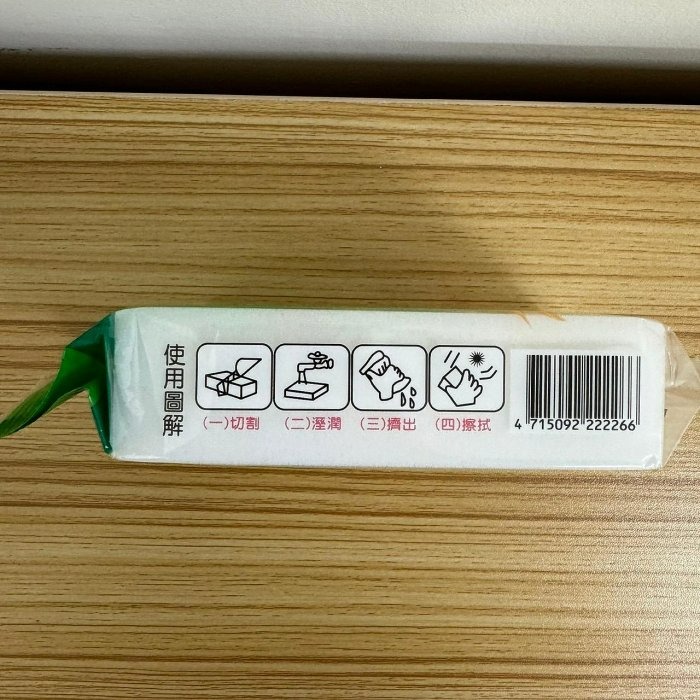 使用圖解
(一)切割
(二)溼潤
(三)擠出
(四)擦拭
4 715092 222266